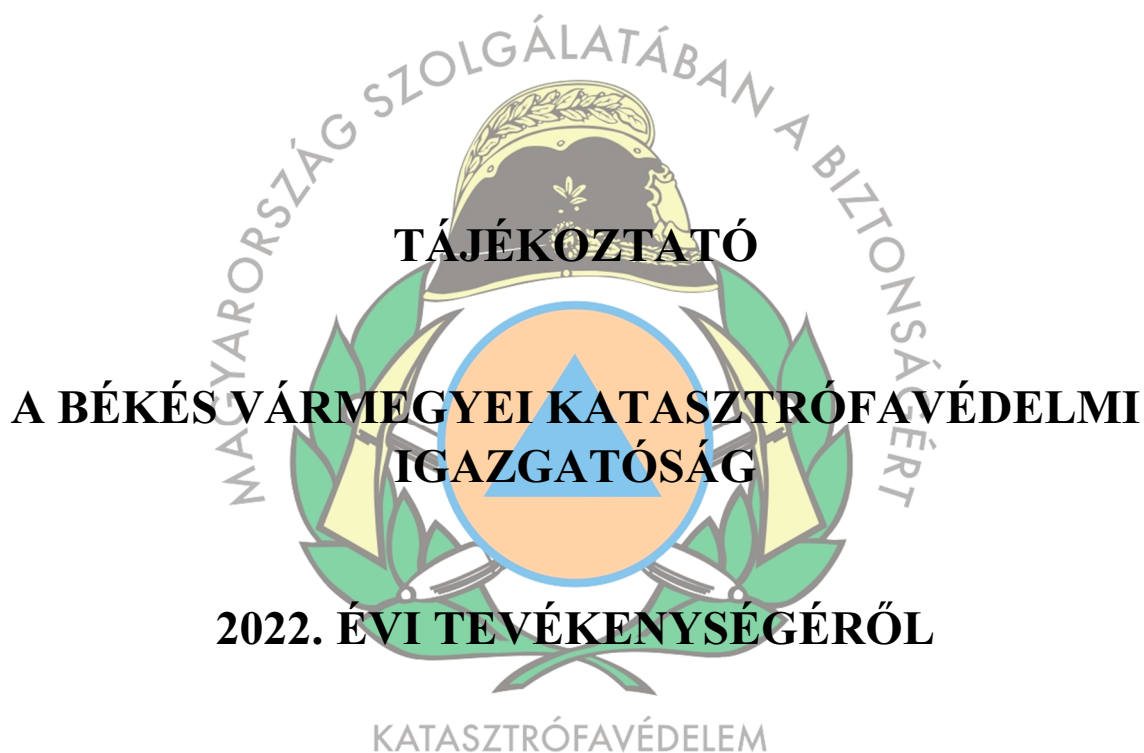 MAGYARORSZÁG SZOLGÁLATÁBAN A BIZTONSÁGÉRT
TÁJÉKOZTATÓ
A BÉKÉS VÁRMEGYEI KATASZTRÓFAVÉDELMI
IGAZGATÓSÁG
2022. ÉVI TEVÉKENYSÉGÉRŐL
KATASZTRÓFAVÉDELEM